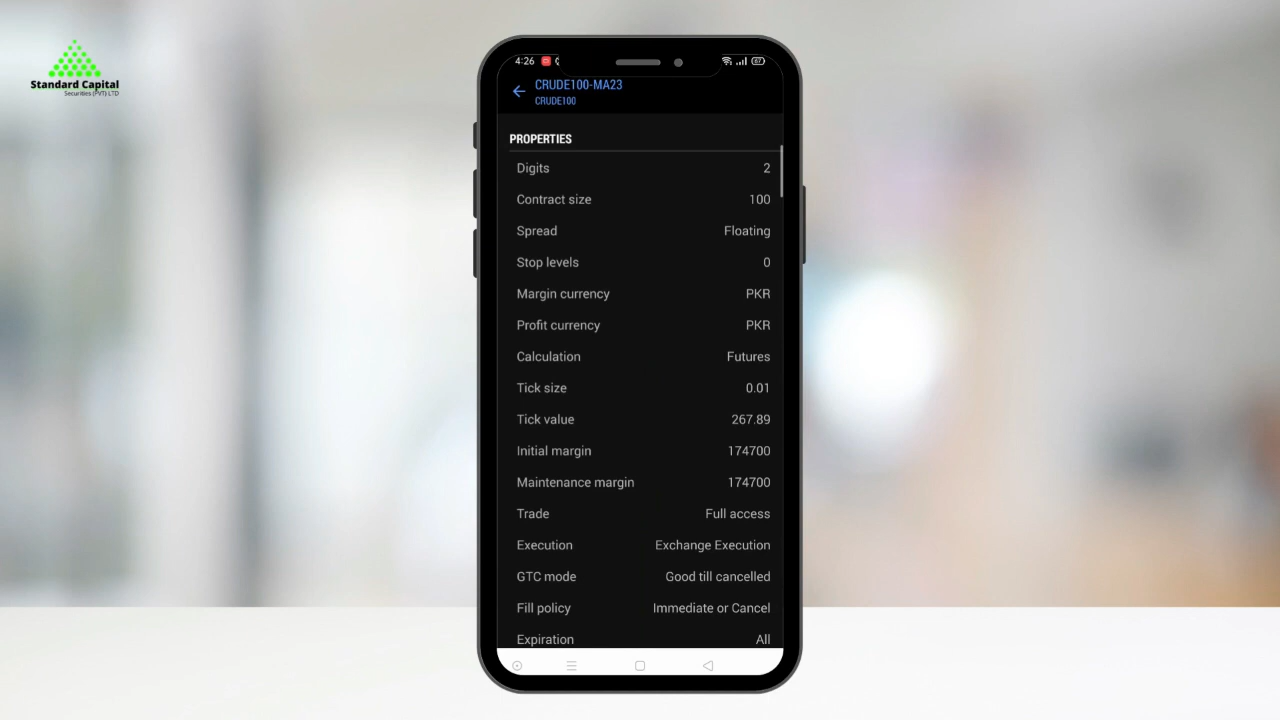 Standard Capital
Securities (PVT) LTD
4:26
67
CRUDE100-MA23
CRUDE100
PROPERTIES
Digits 2
Contract size 100
Spread Floating
Stop levels 0
Margin currency PKR
Profit currency PKR
Calculation Futures
Tick size 0.01
Tick value 267.89
Initial margin 174700
Maintenance margin 174700
Trade Full access
Execution Exchange Execution
GTC mode Good till cancelled
Fill policy Immediate or Cancel
Expiration All